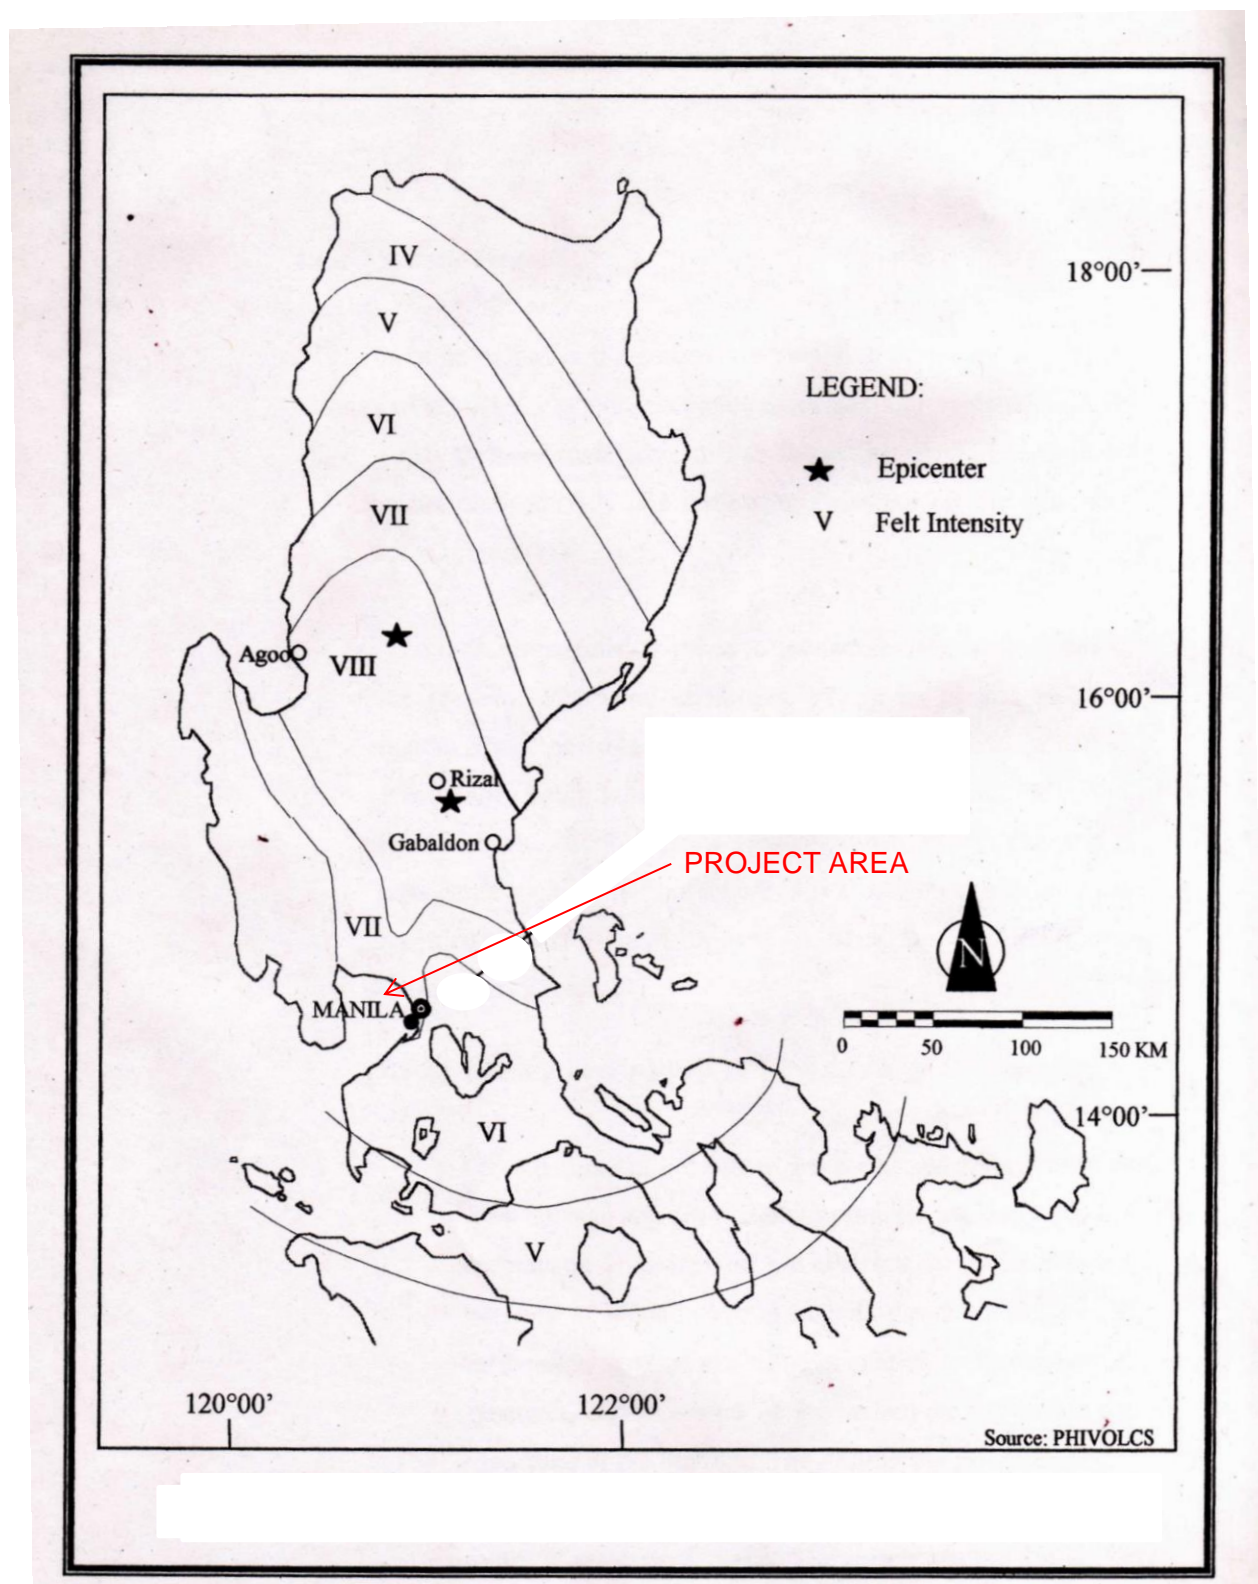 IV
18°00'
V
LEGEND:
VI
Epicenter
VII
V Felt Intensity
Agoo
VIII
16°00'
Rizal
Gabaldon
PROJECT AREA
VII
N
MANILA
0 50 100 150 KM
14°00'
VI
V
120°00'
122°00'
Source: PHIVOLCS